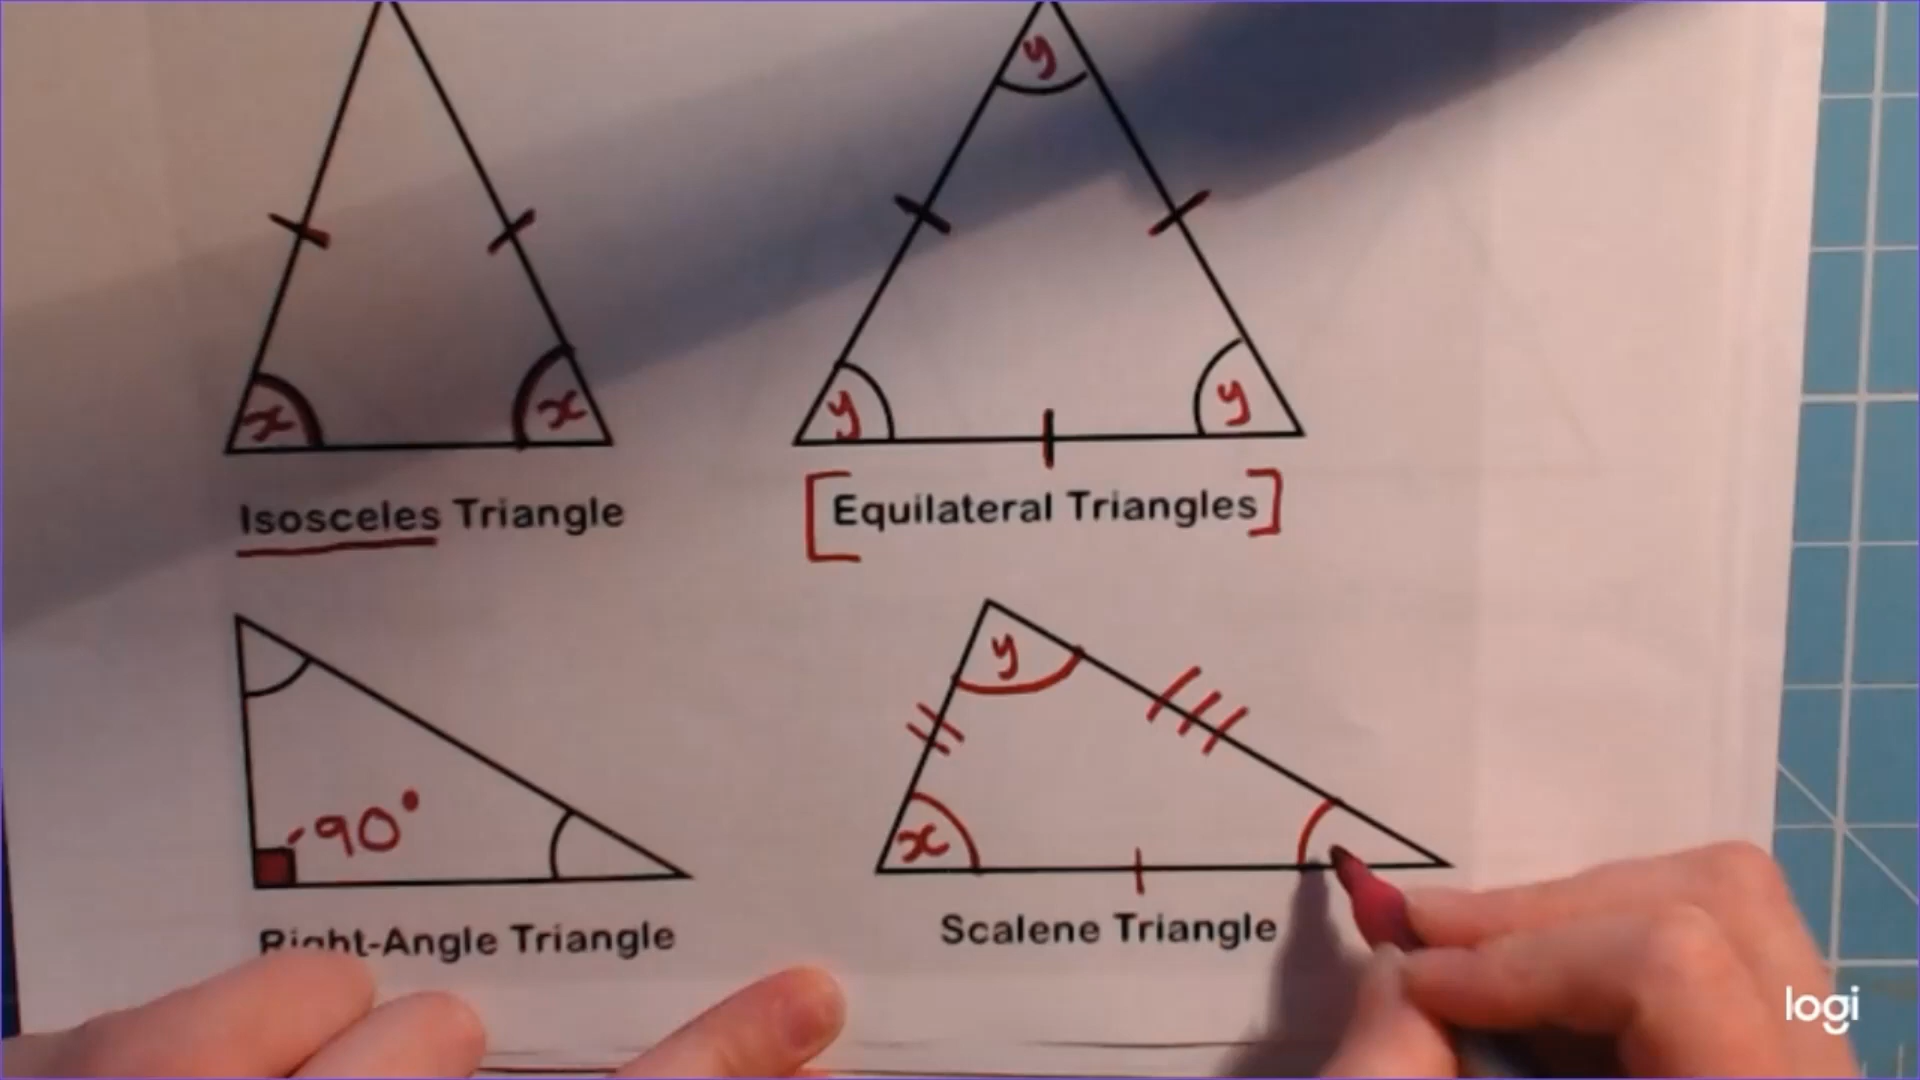 y
x x
y y
Isosceles Triangle
[Equilateral Triangles]
y
90°
x
Right-Angle Triangle
Scalene Triangle
logi